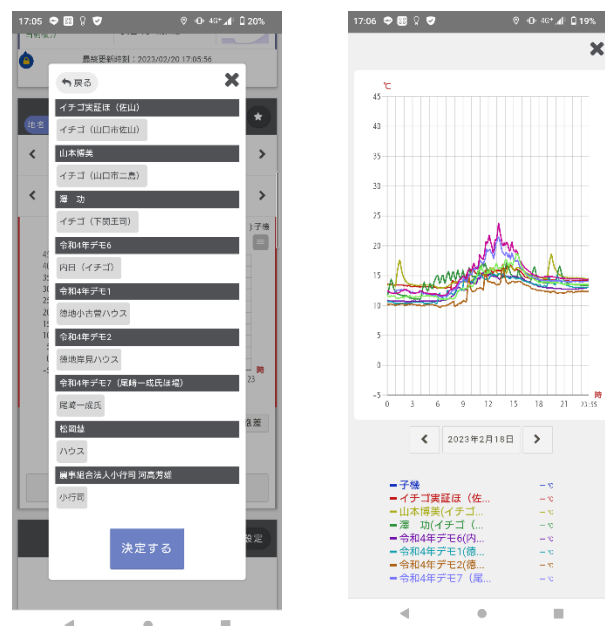 17:05
4G+
20%
最終更新時刻：2023/02/20 17:05:56
戻る
イチゴ実証ほ（佐山）
イチゴ（山口市佐山）
山本博美
イチゴ（山口市二島）
澤　功
イチゴ（下関王司）
令和4年デモ6
内日（イチゴ）
令和4年デモ1
徳地小古曽ハウス
令和4年デモ2
徳地岸見ハウス
令和4年デモ7（尾崎一成氏ほ場）
尾崎一成氏
松岡慧
ハウス
農事組合法人小行司 河高芳雄
小行司
決定する
地名
子機
時
23
17:06
4G+
19%
℃
45
40
35
30
25
20
15
10
5
0
-5
0 3 6 9 12 15 18 21 23:55
時
2023年2月18日
子機 – ℃
イチゴ実証ほ（佐... – ℃
山本博美(イチゴ... – ℃
澤　功(イチゴ（... – ℃
令和4年デモ6(内... – ℃
令和4年デモ1(徳... – ℃
令和4年デモ2(徳... – ℃
令和4年デモ7（尾... – ℃